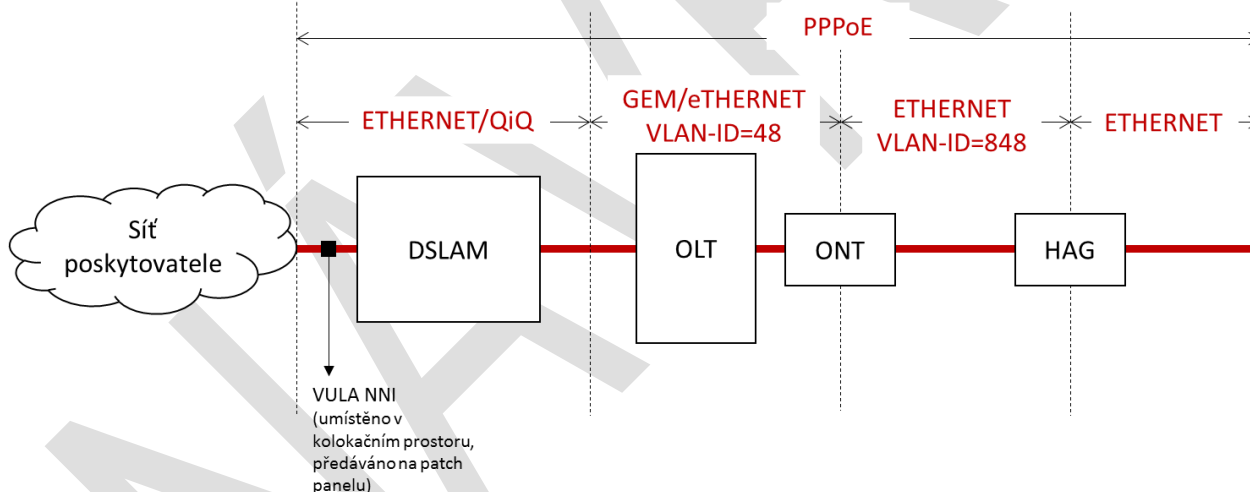 PPPoE
ETHERNET/QiQ
GEM/eTHERNET
VLAN-ID=48
ETHERNET
VLAN-ID=848
ETHERNET
Síť
poskytovatele
DSLAM
OLT
ONT
HAG
VULA NNI
(umístěno v
kolokačním prostoru,
předáváno na patch
panelu)